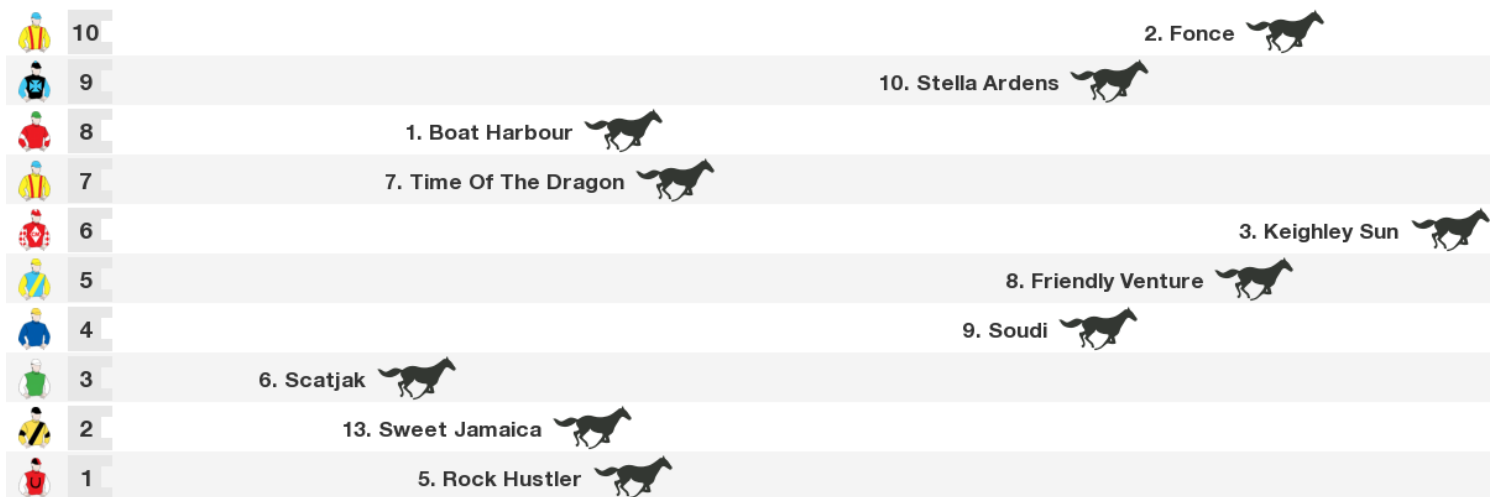 10 2. Fonce
9 10. Stella Ardens
8 1. Boat Harbour
7 7. Time Of The Dragon
6 3. Keighley Sun
5 8. Friendly Venture
4 9. Soudi
3 6. Scatjak
2 13. Sweet Jamaica
1 5. Rock Hustler